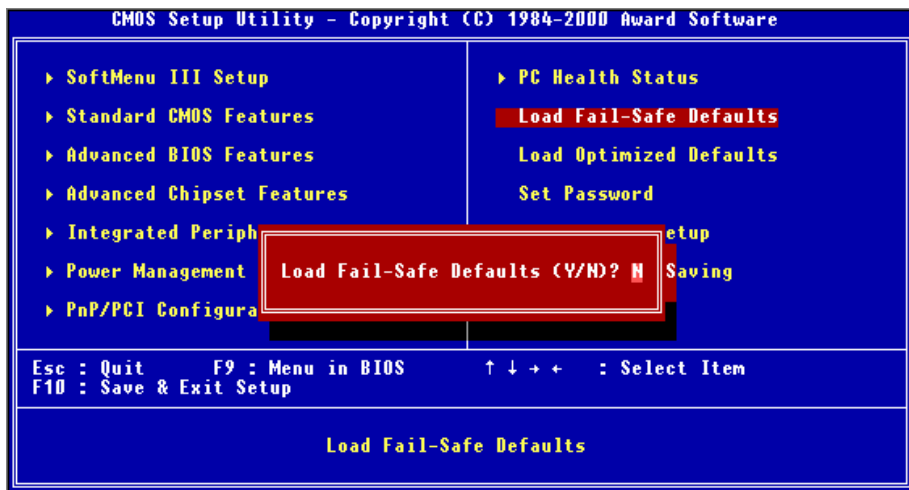 CMOS Setup Utility - Copyright (C) 1984-2000 Award Software
SoftMenu III Setup
Standard CMOS Features
Advanced BIOS Features
Advanced Chipset Features
Integrated Periph
Power Management
PnP/PCI Configura
PC Health Status
Load Fail-Safe Defaults
Load Optimized Defaults
Set Password
etup
Saving
Load Fail-Safe Defaults (Y/N)? N
Esc : Quit F9 : Menu in BIOS ↑ ↓ → ← : Select Item
F10 : Save & Exit Setup
Load Fail-Safe Defaults